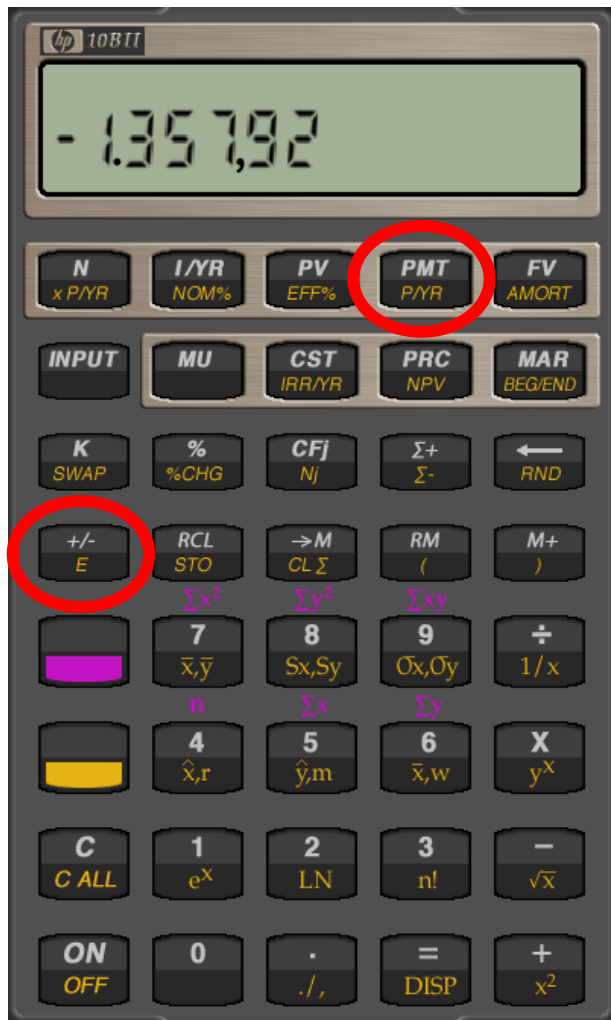 hp 10BII
- 1.357,92
N I/YR PV PMT FV
x P/YR NOM% EFF% P/YR AMORT
INPUT MU CST PRC MAR
IRR/YR NPV BEG/END
K % CFj Σ+ ←
SWAP %CHG Nj Σ- RND
+/- RCL →M RM M+
E STO CL Σ ( )
Σx² Σy² Σxy
7 8 9 ÷
x̅,y̅ Sx,Sy σx,σy 1/x
n Σx Σy
4 5 6 X
x̂,r ŷ,m x̅,w yˣ
C 1 2 3 −
C ALL eˣ LN n! √x
ON 0 . = +
OFF ./, DISP x²